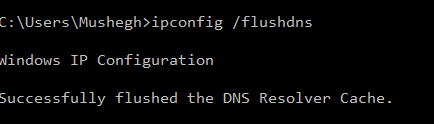 C:\Users\Mushegh>ipconfig /flushdns
Windows IP Configuration
Successfully flushed the DNS Resolver Cache.